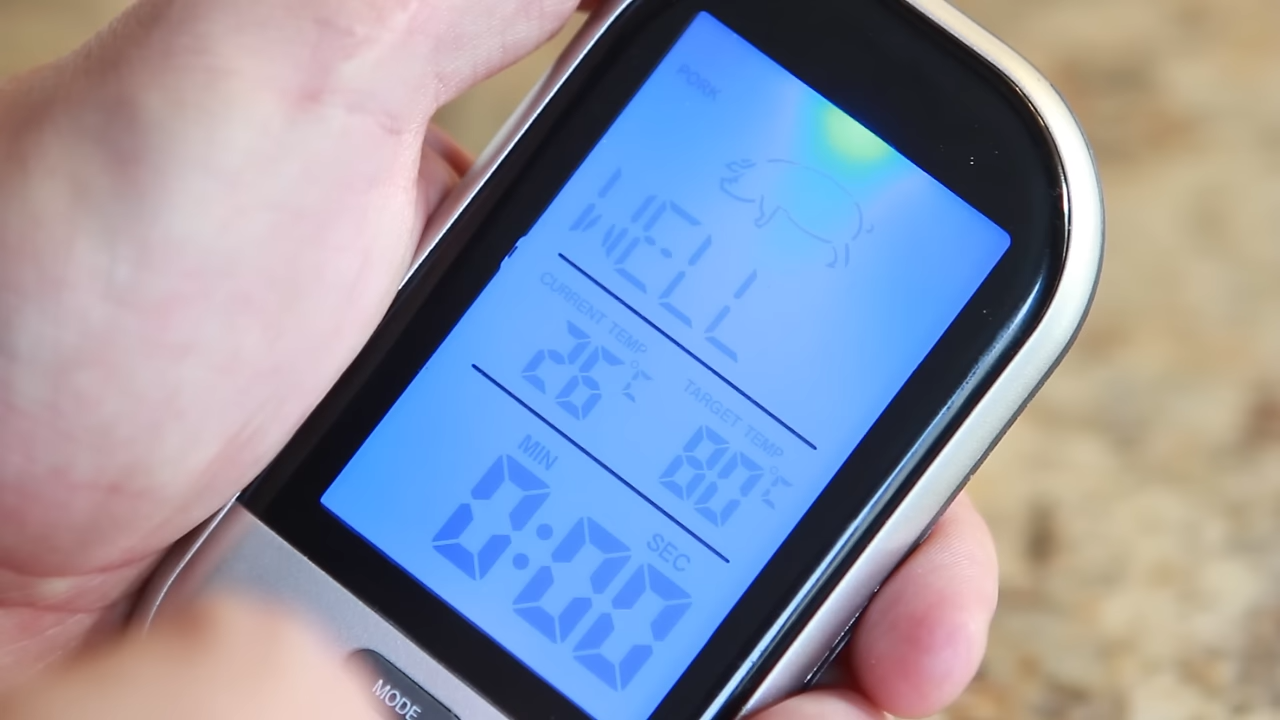 PORK
WELL
CURRENT TEMP
26°C
TARGET TEMP
80°C
MIN
SEC
0:00
MODE